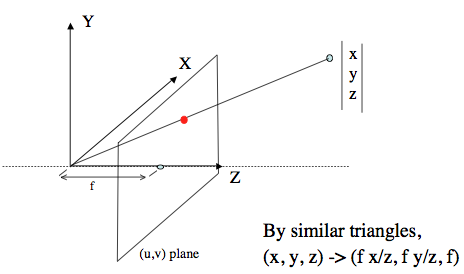 Y
X
x
y
z
Z
f
(u,v) plane
By similar triangles,
(x, y, z) -> (f x/z, f y/z, f)